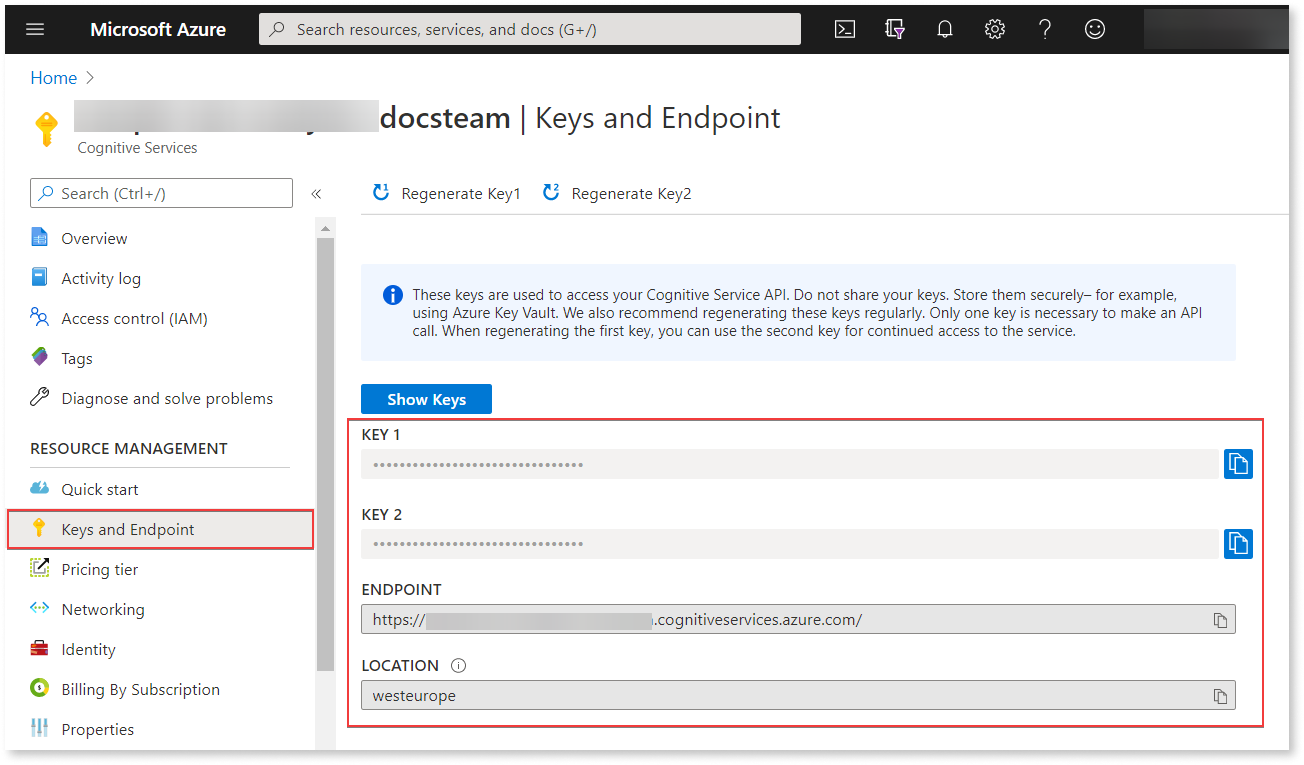 Microsoft Azure
Search resources, services, and docs (G+/)
Home
docsteam | Keys and Endpoint
Cognitive Services
Search (Ctrl+/)
«
Regenerate Key1
Regenerate Key2
Overview
Activity log
Access control (IAM)
Tags
Diagnose and solve problems
RESOURCE MANAGEMENT
Quick start
Keys and Endpoint
Pricing tier
Networking
Identity
Billing By Subscription
Properties
These keys are used to access your Cognitive Service API. Do not share your keys. Store them securely– for example,
using Azure Key Vault. We also recommend regenerating these keys regularly. Only one key is necessary to make an API
call. When regenerating the first key, you can use the second key for continued access to the service.
Show Keys
KEY 1
••••••••••••••••••••••••••••••••
KEY 2
••••••••••••••••••••••••••••••••
ENDPOINT
https:// .cognitiveservices.azure.com/
LOCATION
westeurope